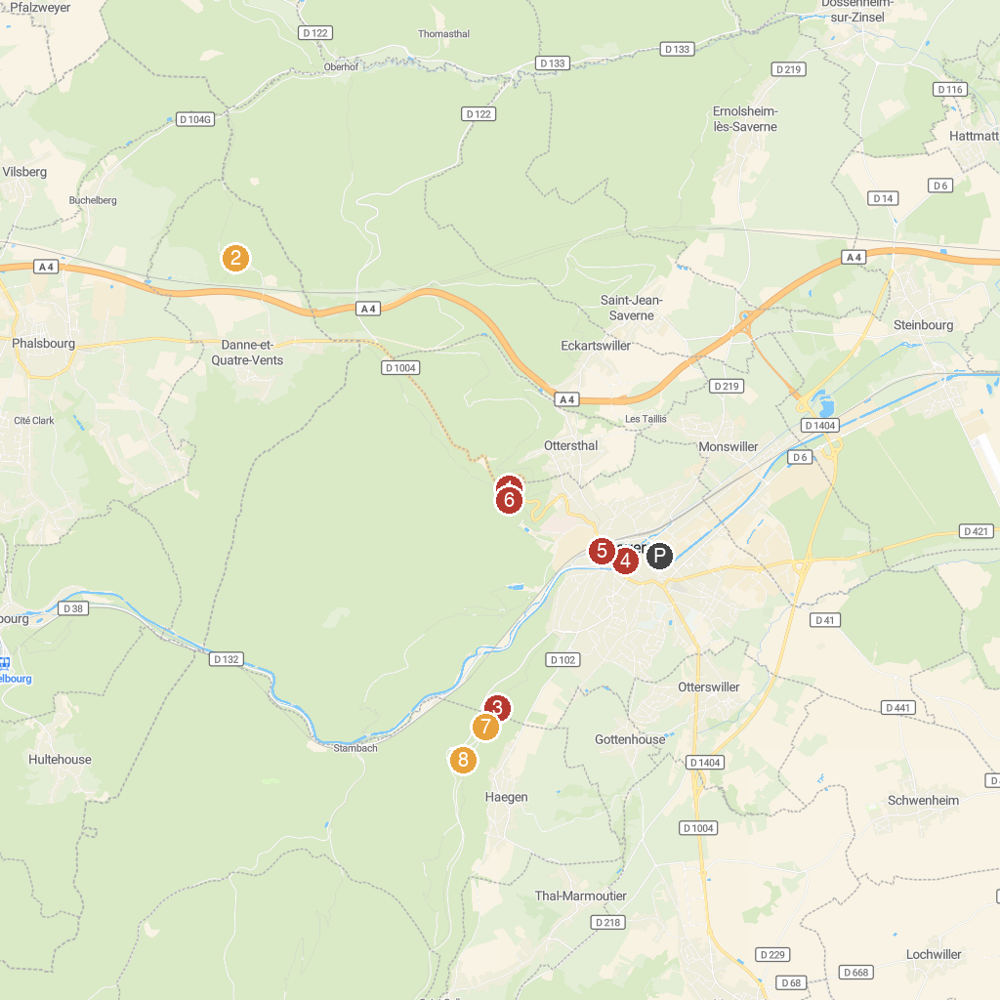 Pfalzweyer
Dossenheim-
sur-Zinsel
D 122
Thomasthal
D 133
D 133
Oberhof
D 219
D 116
D 104G
D 122
Ernolsheim-
lès-Saverne
Hattmatt
Vilsberg
D 6
Buchelberg
D 14
2
A 4
A 4
A 4
Saint-Jean-
Saverne
Steinbourg
Phalsbourg
Danne-et-
Quatre-Vents
Eckartswiller
D 1004
D 219
A 4
Cité Clark
Les Taillis
D 1404
Ottersthal
Monswiller
D 6
6
D 421
5
4
P
D 38
bourg
D 41
D 132
D 102
elbourg
Otterswiller
3
D 441
7
Gottenhouse
Stambach
8
Hultehouse
D 1404
Haegen
Schwenheim
D 1004
Thal-Marmoutier
D 218
D 229
Lochwiller
D 668
D 68